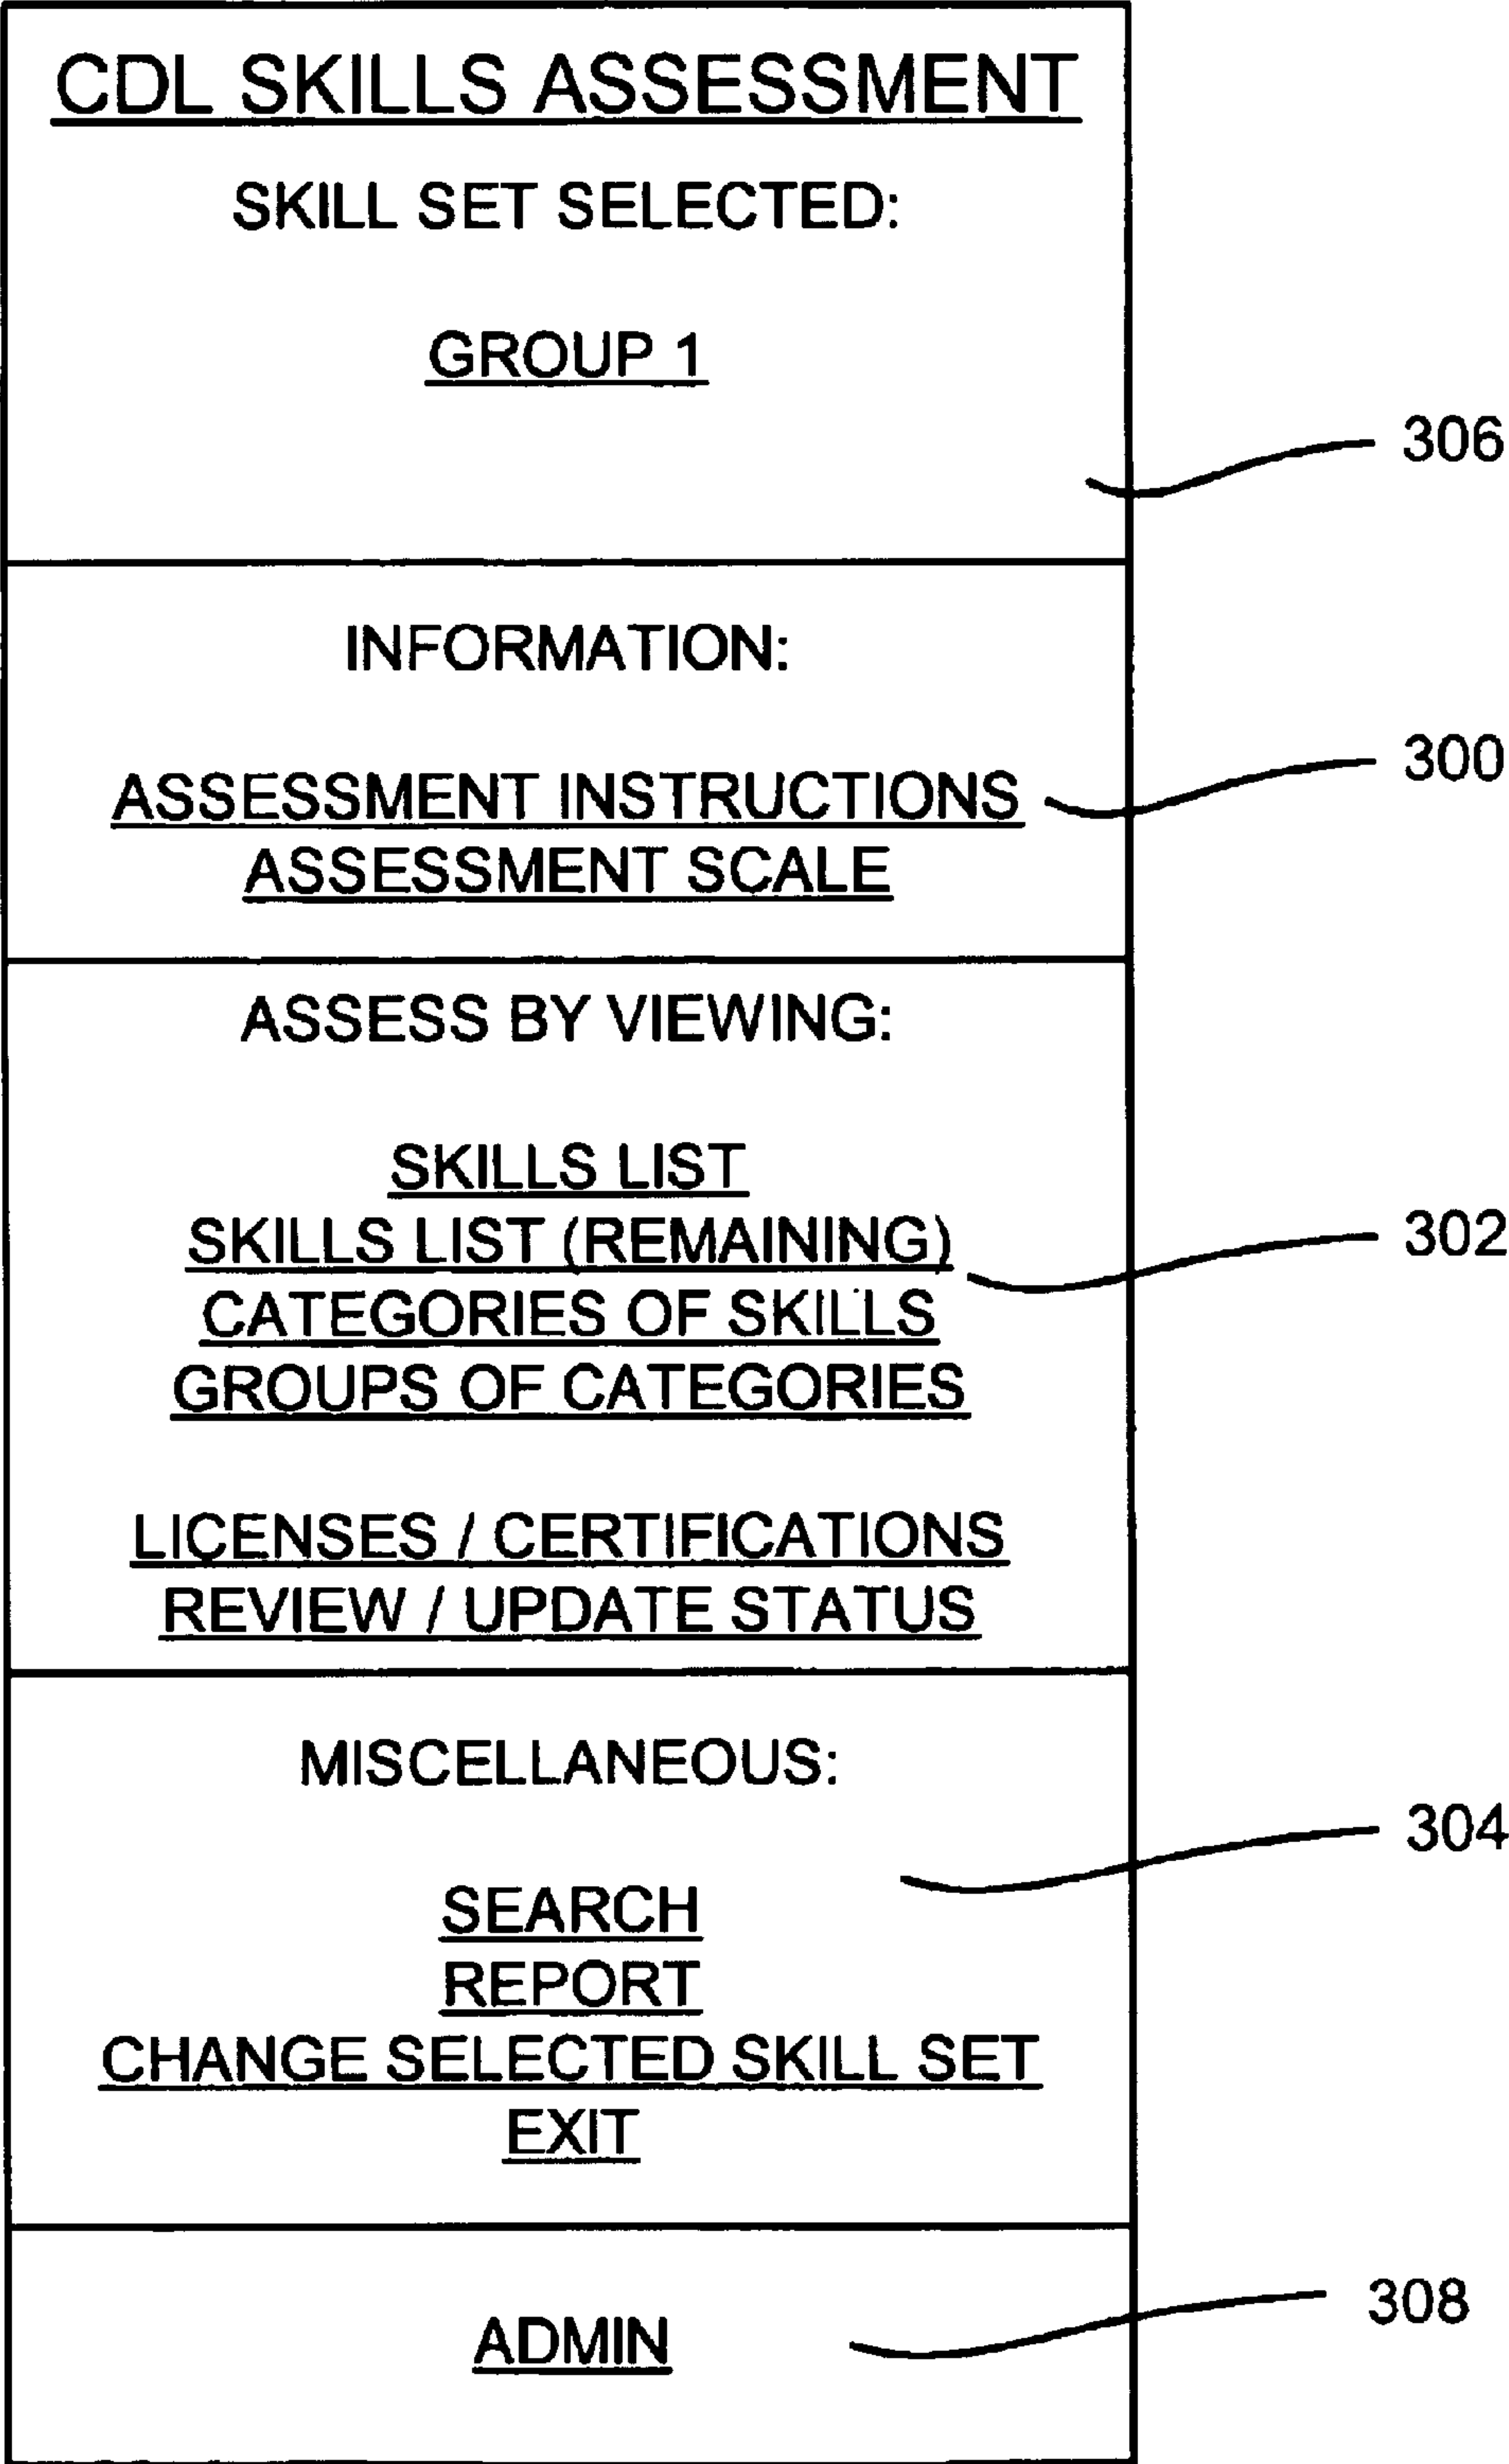 CDL SKILLS ASSESSMENT
SKILL SET SELECTED:
GROUP 1
306
INFORMATION:
300
ASSESSMENT INSTRUCTIONS
ASSESSMENT SCALE
ASSESS BY VIEWING:
SKILLS LIST
SKILLS LIST (REMAINING)
302
CATEGORIES OF SKILLS
GROUPS OF CATEGORIES
LICENSES / CERTIFICATIONS
REVIEW / UPDATE STATUS
MISCELLANEOUS:
304
SEARCH
REPORT
CHANGE SELECTED SKILL SET
EXIT
308
ADMIN